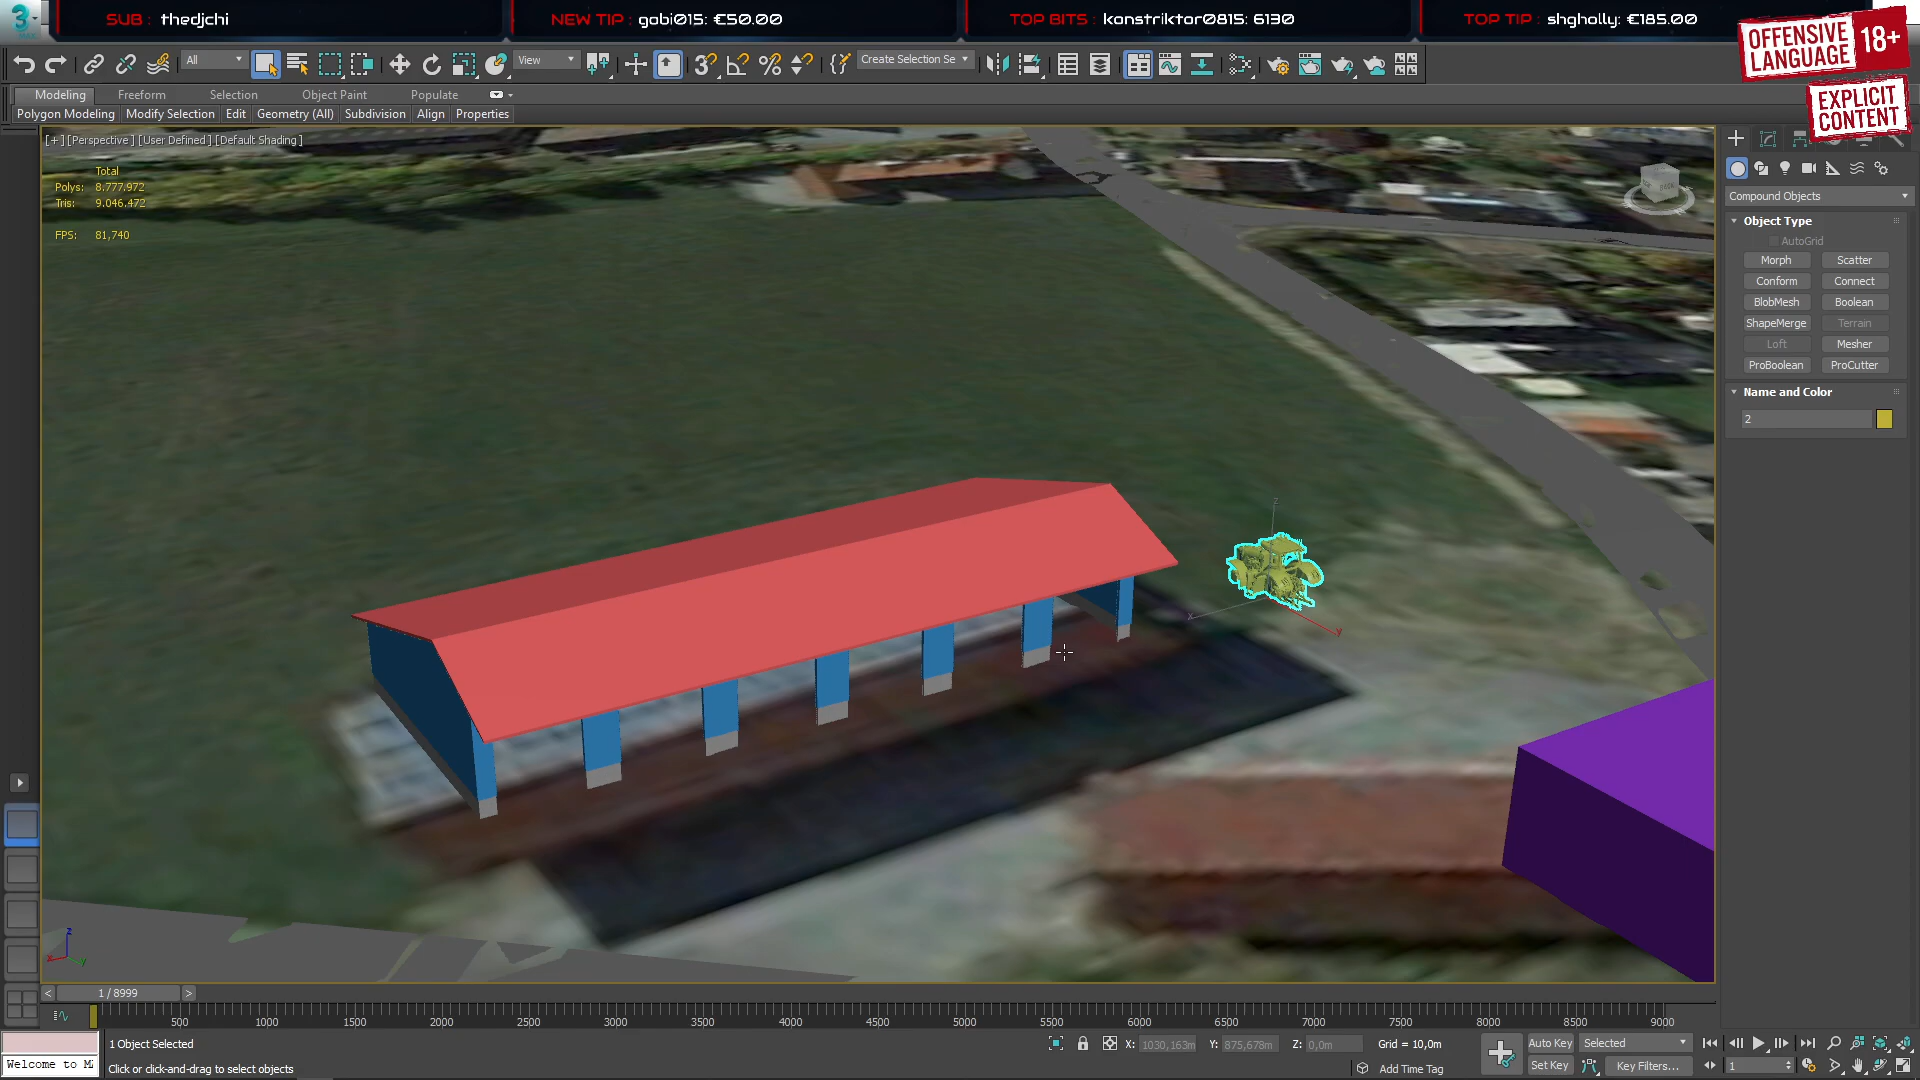 SUB : thedjchi
NEW TIP : gabi015: €50.00
TOP BITS : konstriktor0815: 6130
TOP TIP : shgholly: €185.00
OFFENSIVE LANGUAGE 18+
EXPLICIT CONTENT
3
MAX
All
View
Create Selection Se
Modeling Freeform Selection Object Paint Populate
Polygon Modeling Modify Selection Edit Geometry (All) Subdivision Align Properties
[+] [Perspective] [User Defined] [Default Shading]
Total
Polys: 8.777.972
Tris: 9.046.472
FPS: 81,740
Compound Objects
Object Type
AutoGrid
Morph Scatter
Conform Connect
BlobMesh Boolean
ShapeMerge Terrain
Loft Mesher
ProBoolean ProCutter
Name and Color
2
z
x
y
z
x
y
< 1 / 8999 >
500 1000 1500 2000 2500 3000 3500 4000 4500 5000 5500 6000 6500 7000 7500 8000 8500 9000
1 Object Selected
X: 1030,163m Y: 875,678m Z: 0,0m Grid = 10,0m
Auto Key Selected
Welcome to M
Click or click-and-drag to select objects
Add Time Tag
Set Key Key Filters...
1